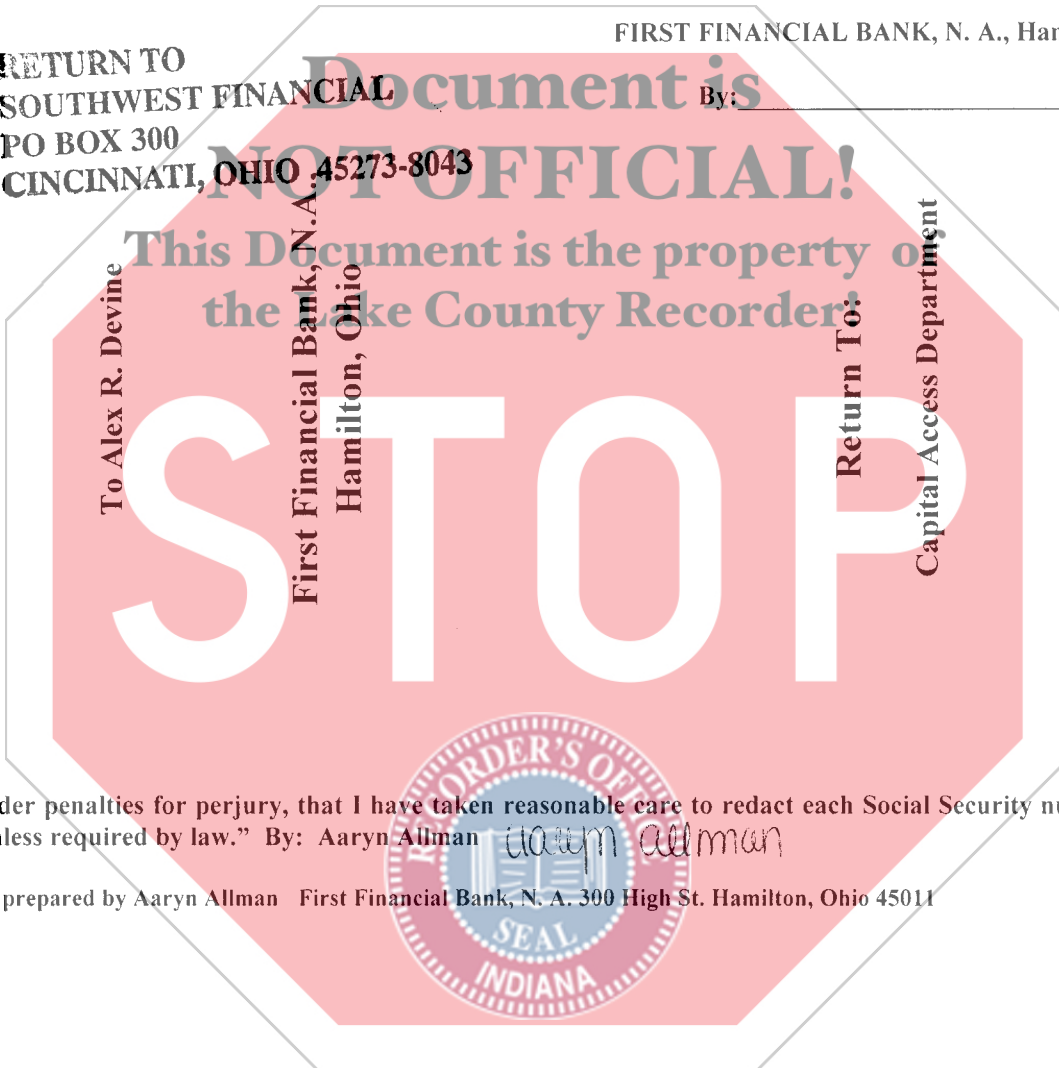 FIRST FINANCIAL BANK, N. A., Ham
RETURN TO
SOUTHWEST FINANCIAL
PO BOX 300
CINCINNATI, OHIO 45273-8043
By:
Document is
NOT OFFICIAL!
This Document is the property of
the Lake County Recorder!
To Alex R. Devine
First Financial Bank, N.A.
Hamilton, Ohio
Return To:
Capital Access Department
STOP
der penalties for perjury, that I have taken reasonable care to redact each Social Security nu
less required by law.” By: Aaryn Allman Aaryn Allman
prepared by Aaryn Allman First Financial Bank, N. A. 300 High St. Hamilton, Ohio 45011
RECORDER'S OFFICE
SEAL
INDIANA